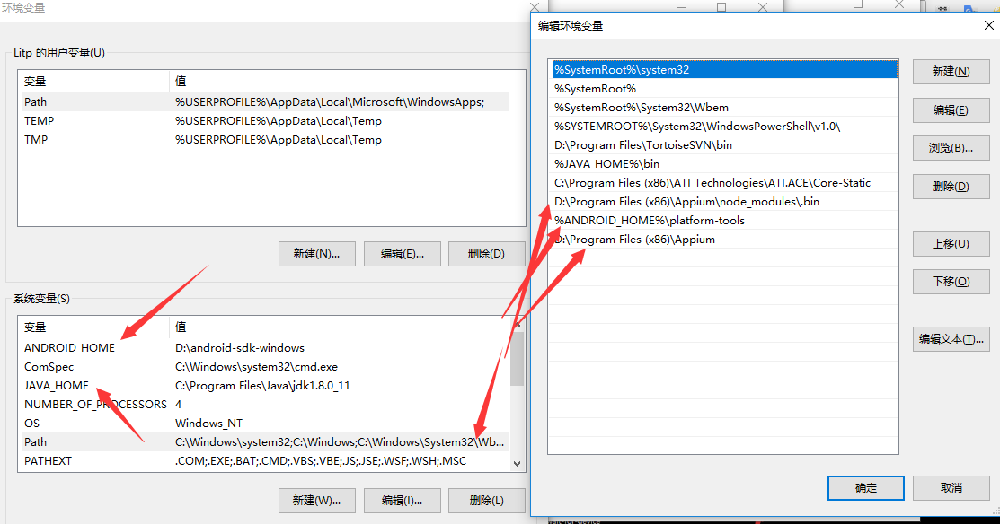 环境变量
Litp 的用户变量(U)
变量 值
Path %USERPROFILE%\AppData\Local\Microsoft\WindowsApps;
TEMP %USERPROFILE%\AppData\Local\Temp
TMP %USERPROFILE%\AppData\Local\Temp
新建(N)... 编辑(E)... 删除(D)
系统变量(S)
变量 值
ANDROID_HOME D:\android-sdk-windows
ComSpec C:\Windows\system32\cmd.exe
JAVA_HOME C:\Program Files\Java\jdk1.8.0_11
NUMBER_OF_PROCESSORS 4
OS Windows_NT
Path C:\Windows\system32;C:\Windows;C:\Windows\System32\Wb...
PATHEXT .COM;.EXE;.BAT;.CMD;.VBS;.VBE;.JS;.JSE;.WSF;.WSH;.MSC
新建(W)... 编辑(I)... 删除(L)
编辑环境变量
%SystemRoot%\system32
%SystemRoot%
%SystemRoot%\System32\Wbem
%SYSTEMROOT%\System32\WindowsPowerShell\v1.0\
D:\Program Files\TortoiseSVN\bin
%JAVA_HOME%\bin
C:\Program Files (x86)\ATI Technologies\ATI.ACE\Core-Static
D:\Program Files (x86)\Appium\node_modules\.bin
%ANDROID_HOME%\platform-tools
D:\Program Files (x86)\Appium
新建(N)
编辑(E)
浏览(B)...
删除(D)
上移(U)
下移(O)
编辑文本(T)...
确定 取消